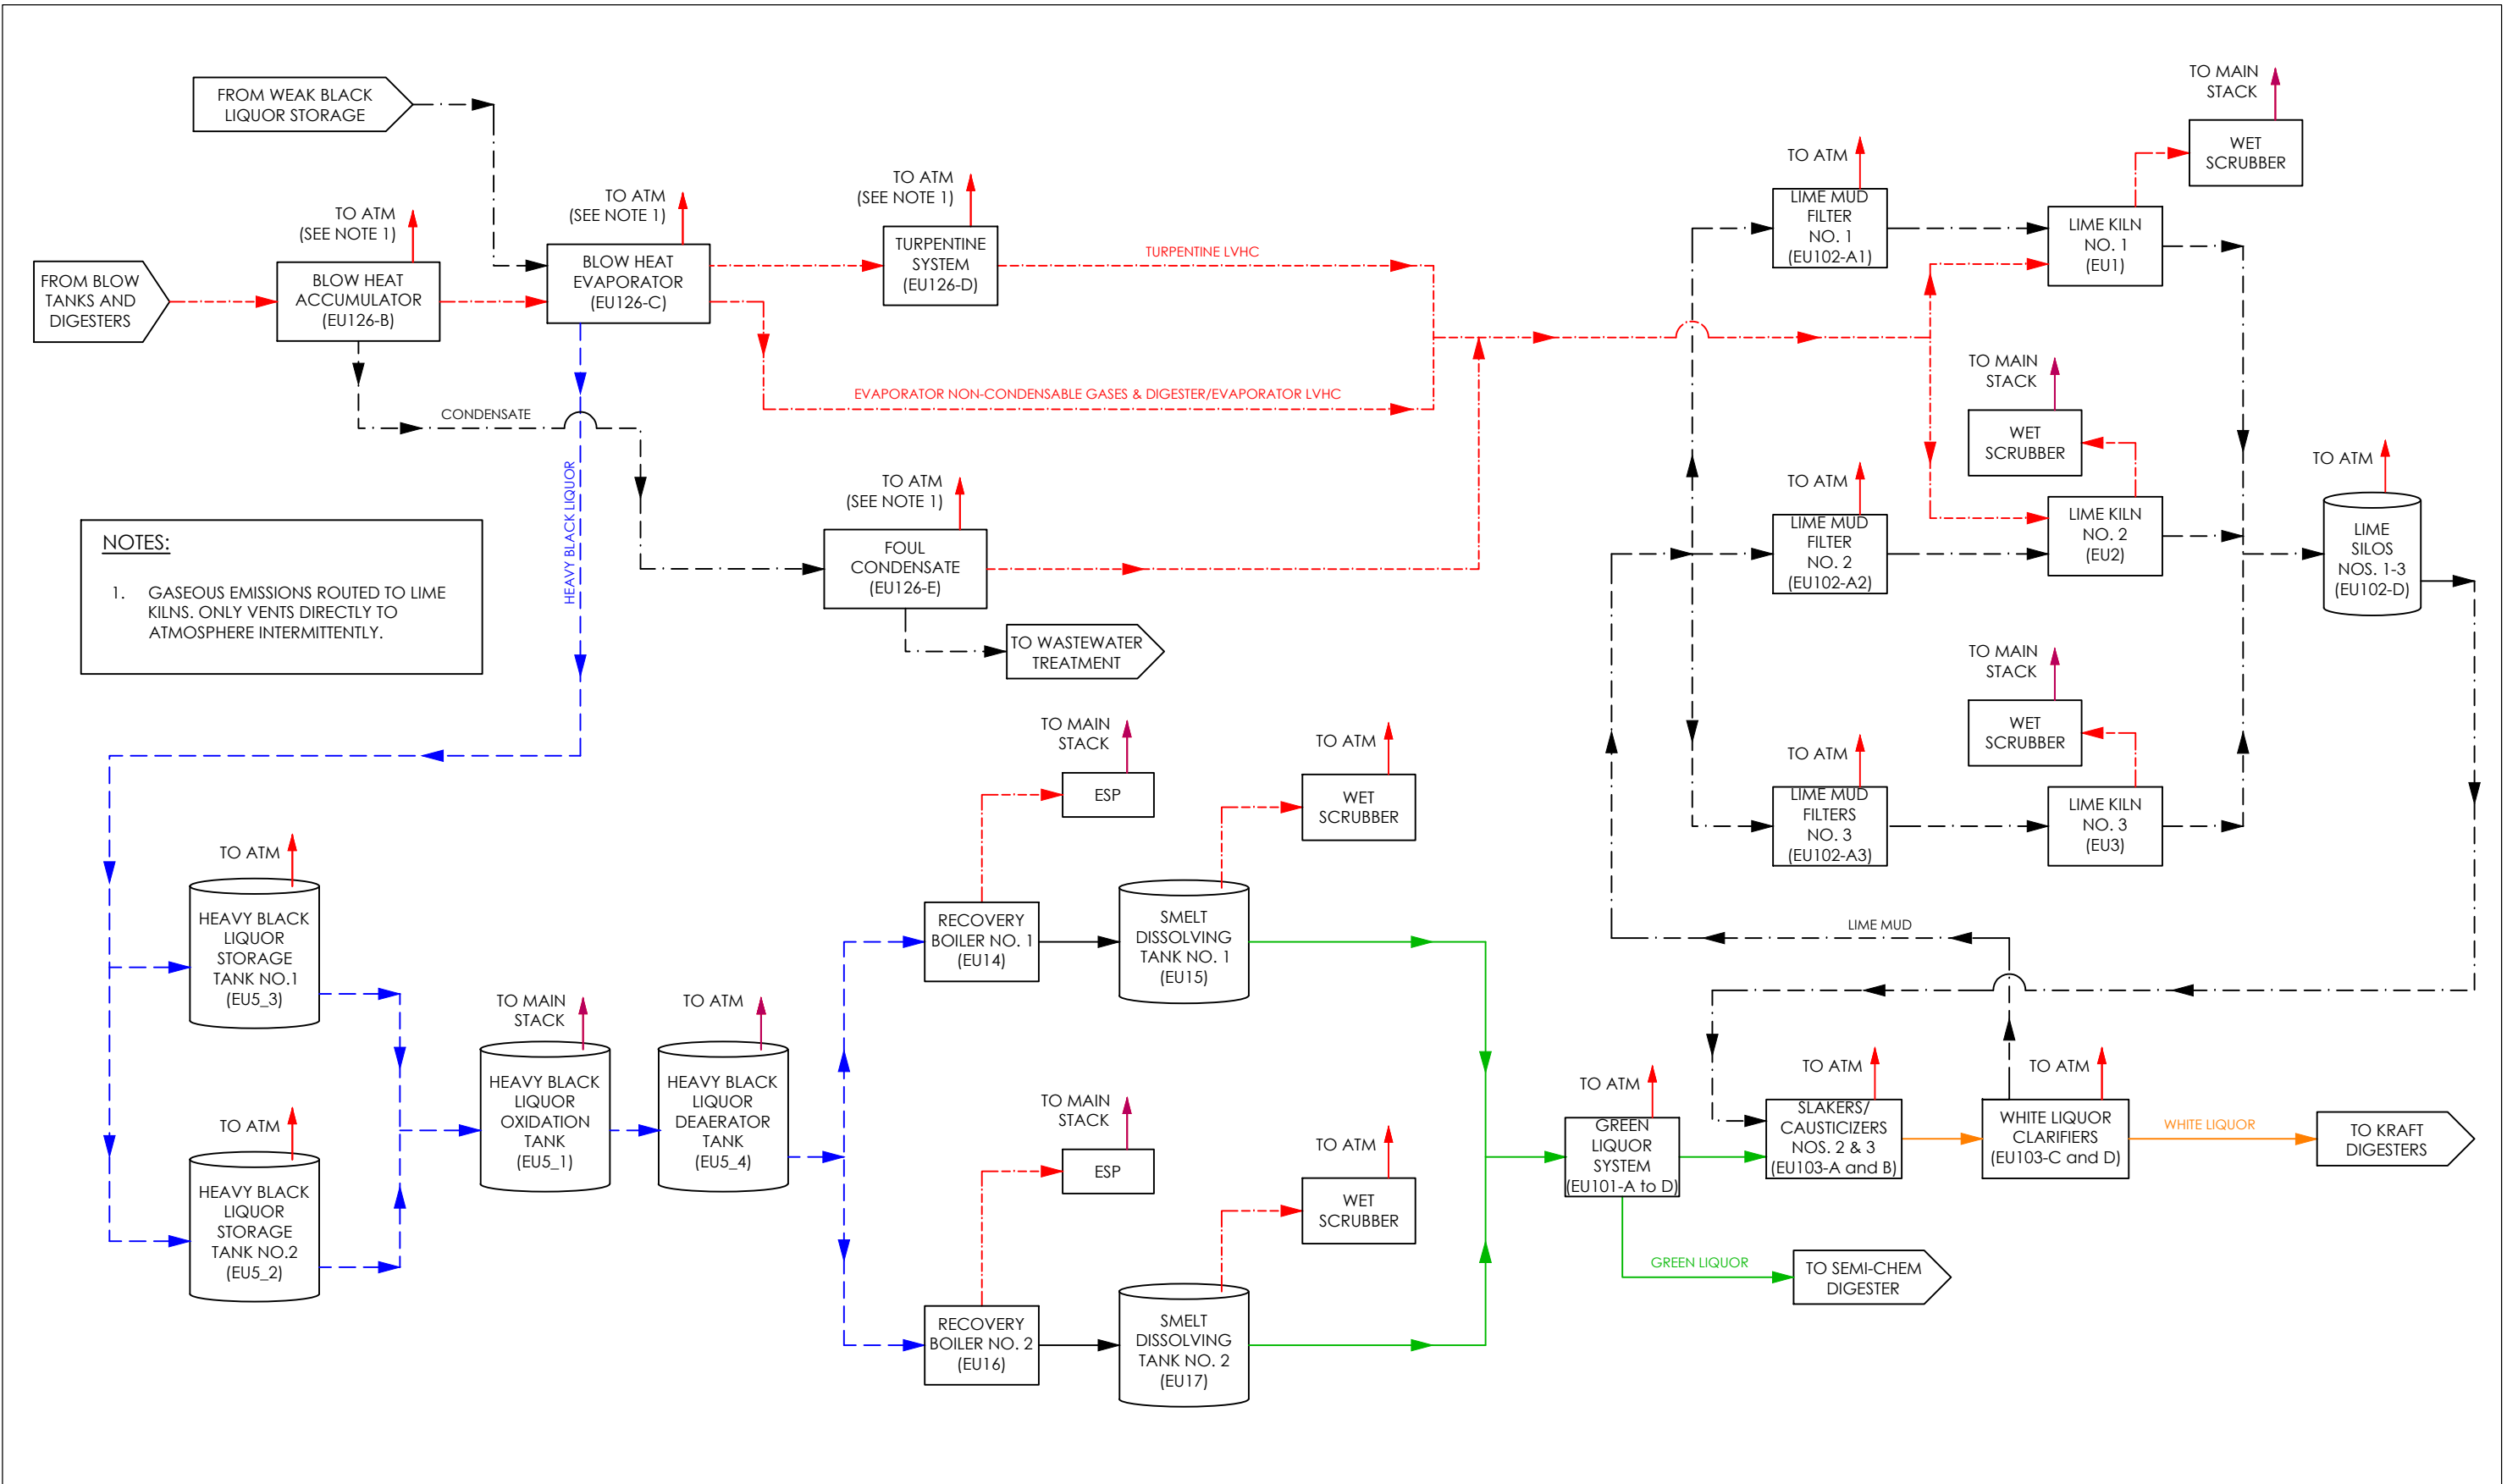 FROM WEAK BLACK
LIQUOR STORAGE
TO MAIN
STACK
WET
SCRUBBER
TO ATM
LIME MUD
FILTER
NO. 1
(EU102-A1)
LIME KILN
NO. 1
(EU1)
TO ATM
(SEE NOTE 1)
TO ATM
(SEE NOTE 1)
TO ATM
(SEE NOTE 1)
FROM BLOW
TANKS AND
DIGESTERS
BLOW HEAT
ACCUMULATOR
(EU126-B)
BLOW HEAT
EVAPORATOR
(EU126-C)
TURPENTINE
SYSTEM
(EU126-D)
TURPENTINE LVHC
EVAPORATOR NON-CONDENSABLE GASES & DIGESTER/EVAPORATOR LVHC
CONDENSATE
HEAVY BLACK LIQUOR
TO ATM
(SEE NOTE 1)
FOUL
CONDENSATE
(EU126-E)
TO WASTEWATER
TREATMENT
NOTES:
1. GASEOUS EMISSIONS ROUTED TO LIME
KILNS. ONLY VENTS DIRECTLY TO
ATMOSPHERE INTERMITTENTLY.
TO MAIN
STACK
WET
SCRUBBER
TO ATM
LIME MUD
FILTER
NO. 2
(EU102-A2)
LIME KILN
NO. 2
(EU2)
TO ATM
LIME
SILOS
NOS. 1-3
(EU102-D)
TO MAIN
STACK
WET
SCRUBBER
TO ATM
LIME MUD
FILTERS
NO. 3
(EU102-A3)
LIME KILN
NO. 3
(EU3)
LIME MUD
TO MAIN
STACK
ESP
TO ATM
WET
SCRUBBER
TO ATM
HEAVY BLACK
LIQUOR
STORAGE
TANK NO.1
(EU5_3)
RECOVERY
BOILER NO. 1
(EU14)
SMELT
DISSOLVING
TANK NO. 1
(EU15)
TO MAIN
STACK
HEAVY BLACK
LIQUOR
OXIDATION
TANK
(EU5_1)
TO ATM
HEAVY BLACK
LIQUOR
DEAERATOR
TANK
(EU5_4)
TO ATM
HEAVY BLACK
LIQUOR
STORAGE
TANK NO.2
(EU5_2)
TO MAIN
STACK
ESP
TO ATM
WET
SCRUBBER
RECOVERY
BOILER NO. 2
(EU16)
SMELT
DISSOLVING
TANK NO. 2
(EU17)
TO ATM
GREEN
LIQUOR
SYSTEM
(EU101-A to D)
TO ATM
SLAKERS/
CAUSTICIZERS
NOS. 2 & 3
(EU103-A and B)
TO ATM
WHITE LIQUOR
CLARIFIERS
(EU103-C and D)
WHITE LIQUOR
TO KRAFT
DIGESTERS
GREEN LIQUOR
TO SEMI-CHEM
DIGESTER